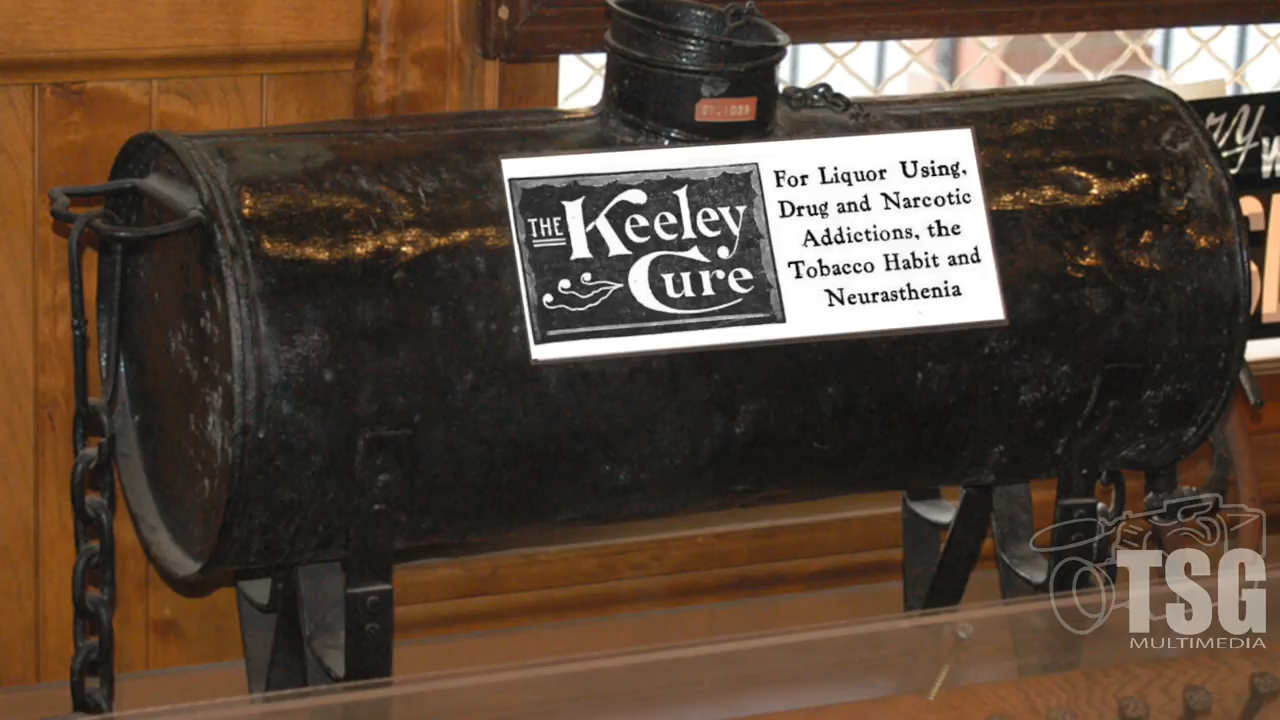 THE Keeley
Cure
For Liquor Using,
Drug and Narcotic
Addictions, the
Tobacco Habit and
Neurasthenia
TSG
MULTIMEDIA